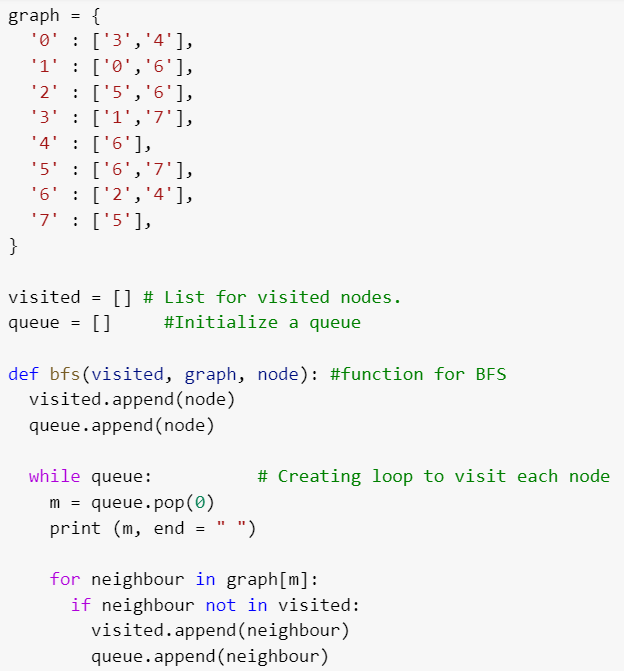 graph = {
  '0' : ['3','4'],
  '1' : ['0','6'],
  '2' : ['5','6'],
  '3' : ['1','7'],
  '4' : ['6'],
  '5' : ['6','7'],
  '6' : ['2','4'],
  '7' : ['5'],
}

visited = [] # List for visited nodes.
queue = []     #Initialize a queue

def bfs(visited, graph, node): #function for BFS
  visited.append(node)
  queue.append(node)

  while queue:          # Creating loop to visit each node
    m = queue.pop(0)
    print (m, end = " ")

    for neighbour in graph[m]:
      if neighbour not in visited:
        visited.append(neighbour)
        queue.append(neighbour)